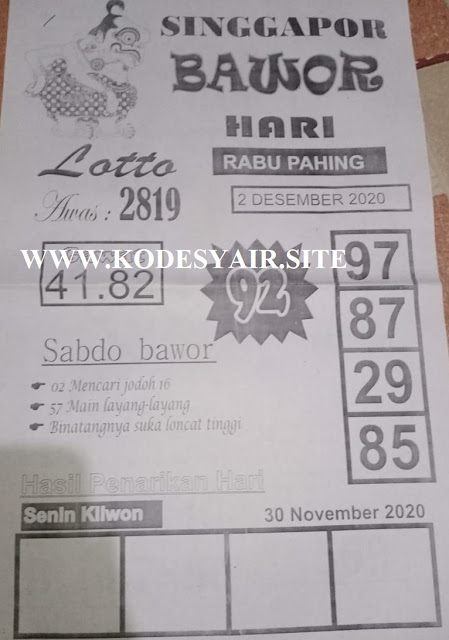 SINGGAPOR
BAWOR
HARI
Lotto
RABU PAHING
Awas : 2819
2 DESEMBER 2020
WWW.KODESYAIR.SITE
41.82
92
97
87
29
85
Sabdo bawor
02 Mencari jodoh 16
57 Main layang-layang
Binatangnya suka loncat tinggi
Hasil Penarikan Hari
Senin Kliwon
30 November 2020